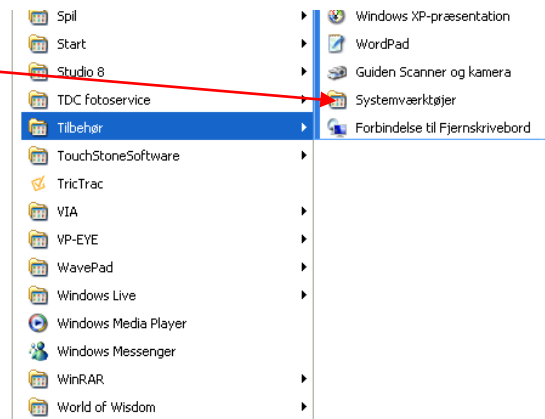 Spil
Start
Studio 8
TDC fotoservice
Tilbehør
TouchStoneSoftware
TricTrac
VIA
VP-EYE
WavePad
Windows Live
Windows Media Player
Windows Messenger
WinRAR
World of Wisdom
Windows XP-præsentation
WordPad
Guiden Scanner og kamera
Systemværktøjer
Forbindelse til Fjernskrivebord